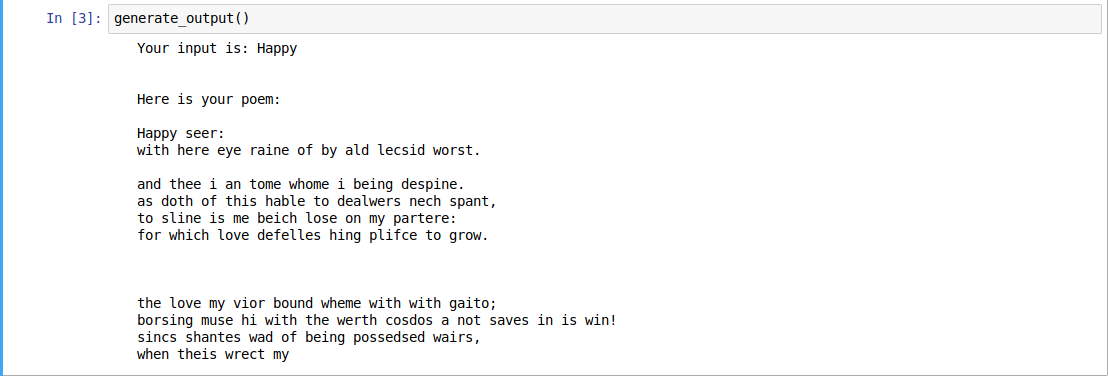 In [3]: generate_output()
Your input is: Happy
Here is your poem:
Happy seer:
with here eye raine of by ald lecsid worst.
and thee i an tome whome i being despine.
as doth of this hable to dealwers nech spant,
to sline is me beich lose on my partere:
for which love defelles hing plifce to grow.
the love my vior bound wheme with with gaito;
borsing muse hi with the werth cosdos a not saves in is win!
sincs shantes wad of being possedsed wairs,
when theis wrect my